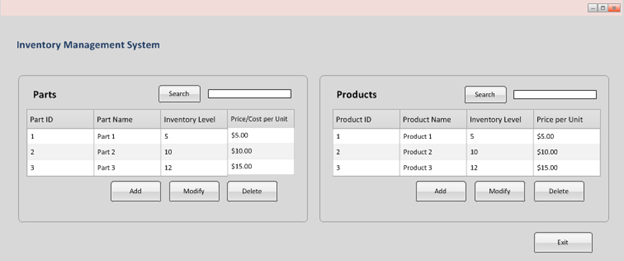 Inventory Management System
Parts
Search
Part ID Part Name Inventory Level Price/Cost per Unit
1 Part 1 5 $5.00
2 Part 2 10 $10.00
3 Part 3 12 $15.00
Add Modify Delete
Products
Search
Product ID Product Name Inventory Level Price per Unit
1 Product 1 5 $5.00
2 Product 2 10 $10.00
3 Product 3 12 $15.00
Add Modify Delete
Exit